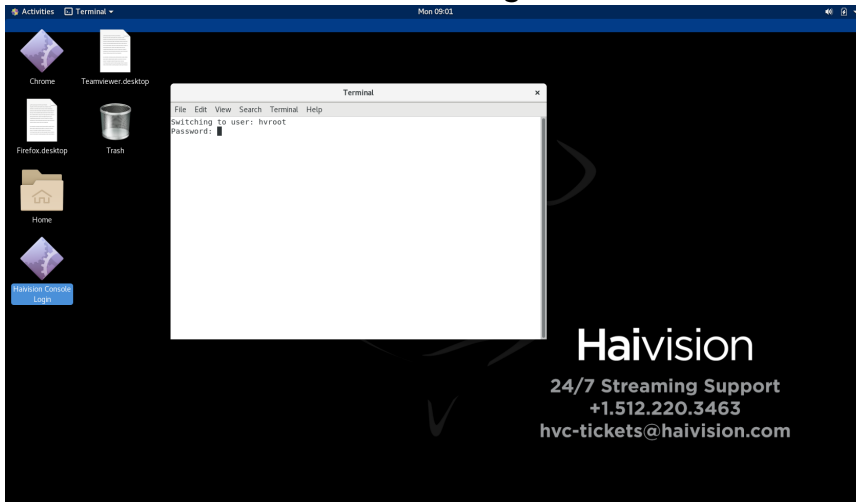 Activities Terminal
Mon 09:01
Chrome
Teamviewer.desktop
Firefox.desktop
Trash
Home
Haivision Console
Login
Terminal
×
File Edit View Search Terminal Help
Switching to user: hvroot
Password:
Haivision
24/7 Streaming Support
+1.512.220.3463
hvc-tickets@haivision.com